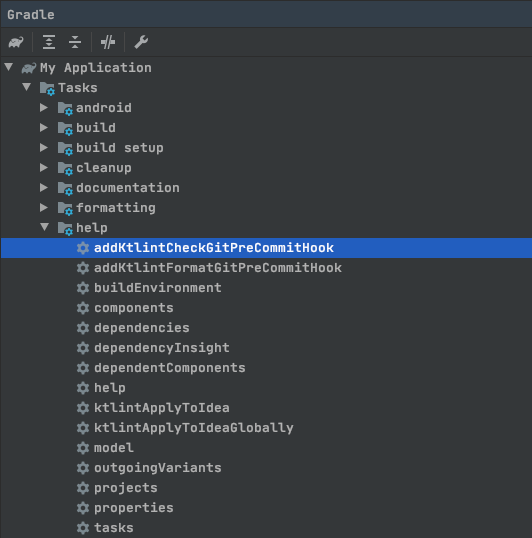 Gradle
My Application
Tasks
android
build
build setup
cleanup
documentation
formatting
help
addKtlintCheckGitPreCommitHook
addKtlintFormatGitPreCommitHook
buildEnvironment
components
dependencies
dependencyInsight
dependentComponents
help
ktlintApplyToIdea
ktlintApplyToIdeaGlobally
model
outgoingVariants
projects
properties
tasks